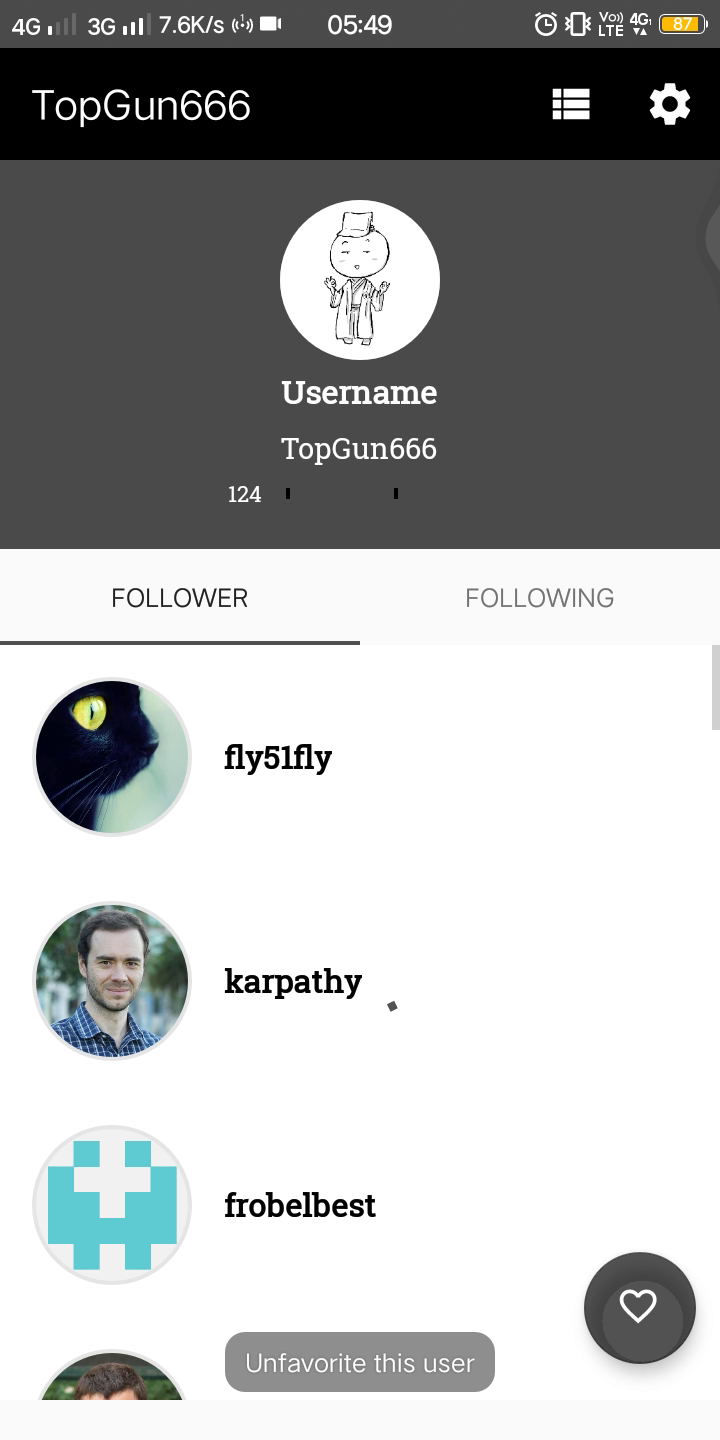 4G 3G 7.6K/s 05:49 Vo)) LTE 4G 87
TopGun666
Username
TopGun666
124
FOLLOWER FOLLOWING
fly51fly
karpathy
frobelbest
Unfavorite this user